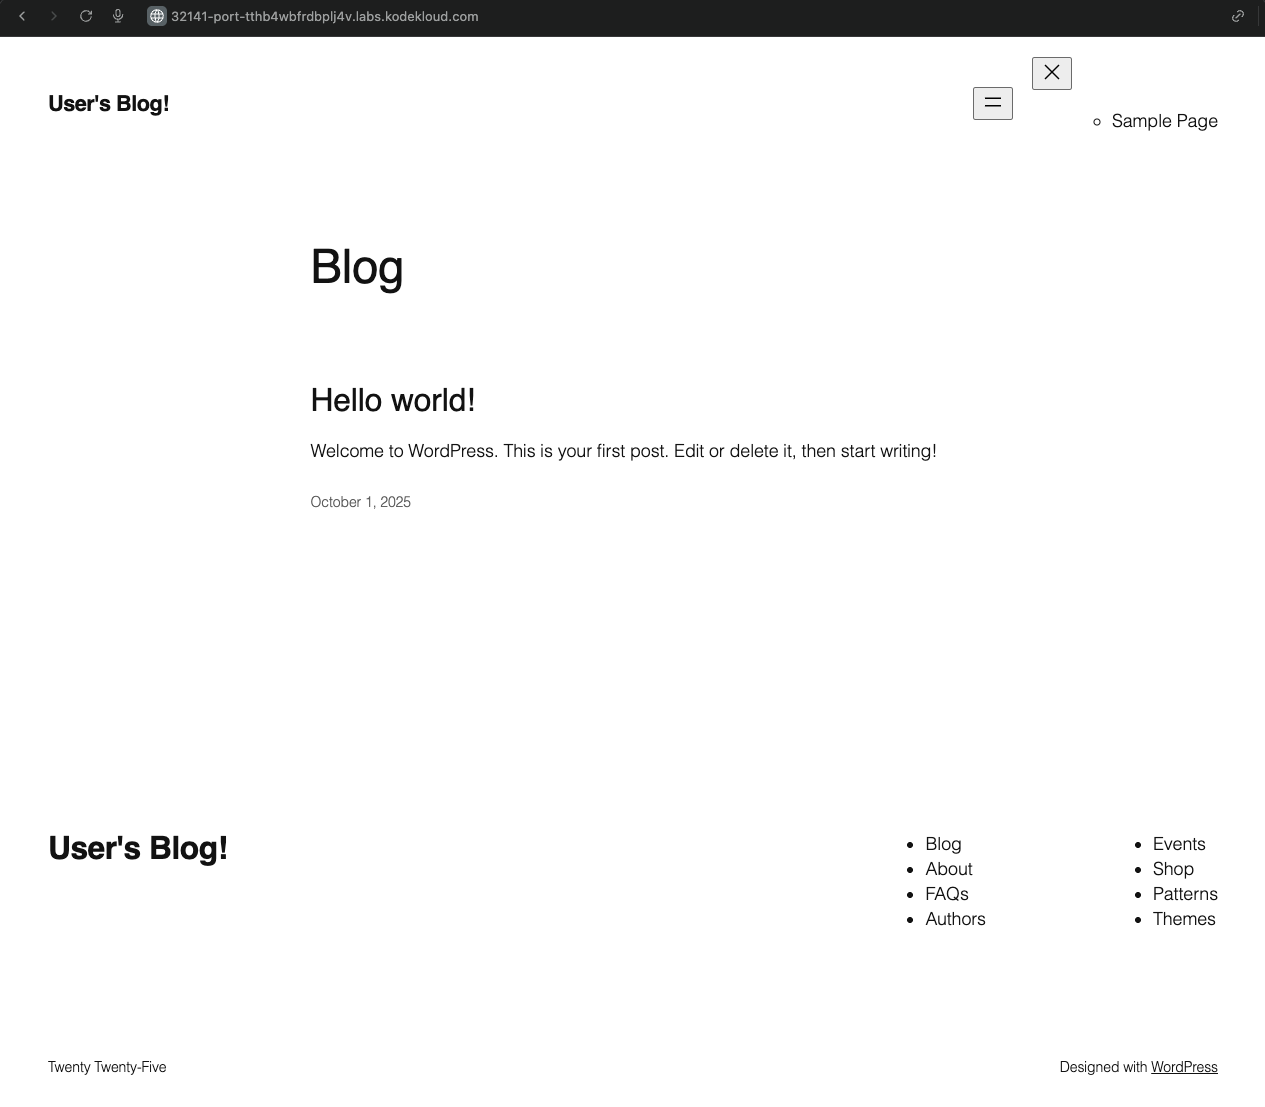 32141-port-tthb4wbfrdbplj4v.labs.kodekloud.com
User's Blog!
Sample Page
Blog
Hello world!
Welcome to WordPress. This is your first post. Edit or delete it, then start writing!
October 1, 2025
User's Blog!
Blog
About
FAQs
Authors
Events
Shop
Patterns
Themes
Twenty Twenty-Five
Designed with WordPress